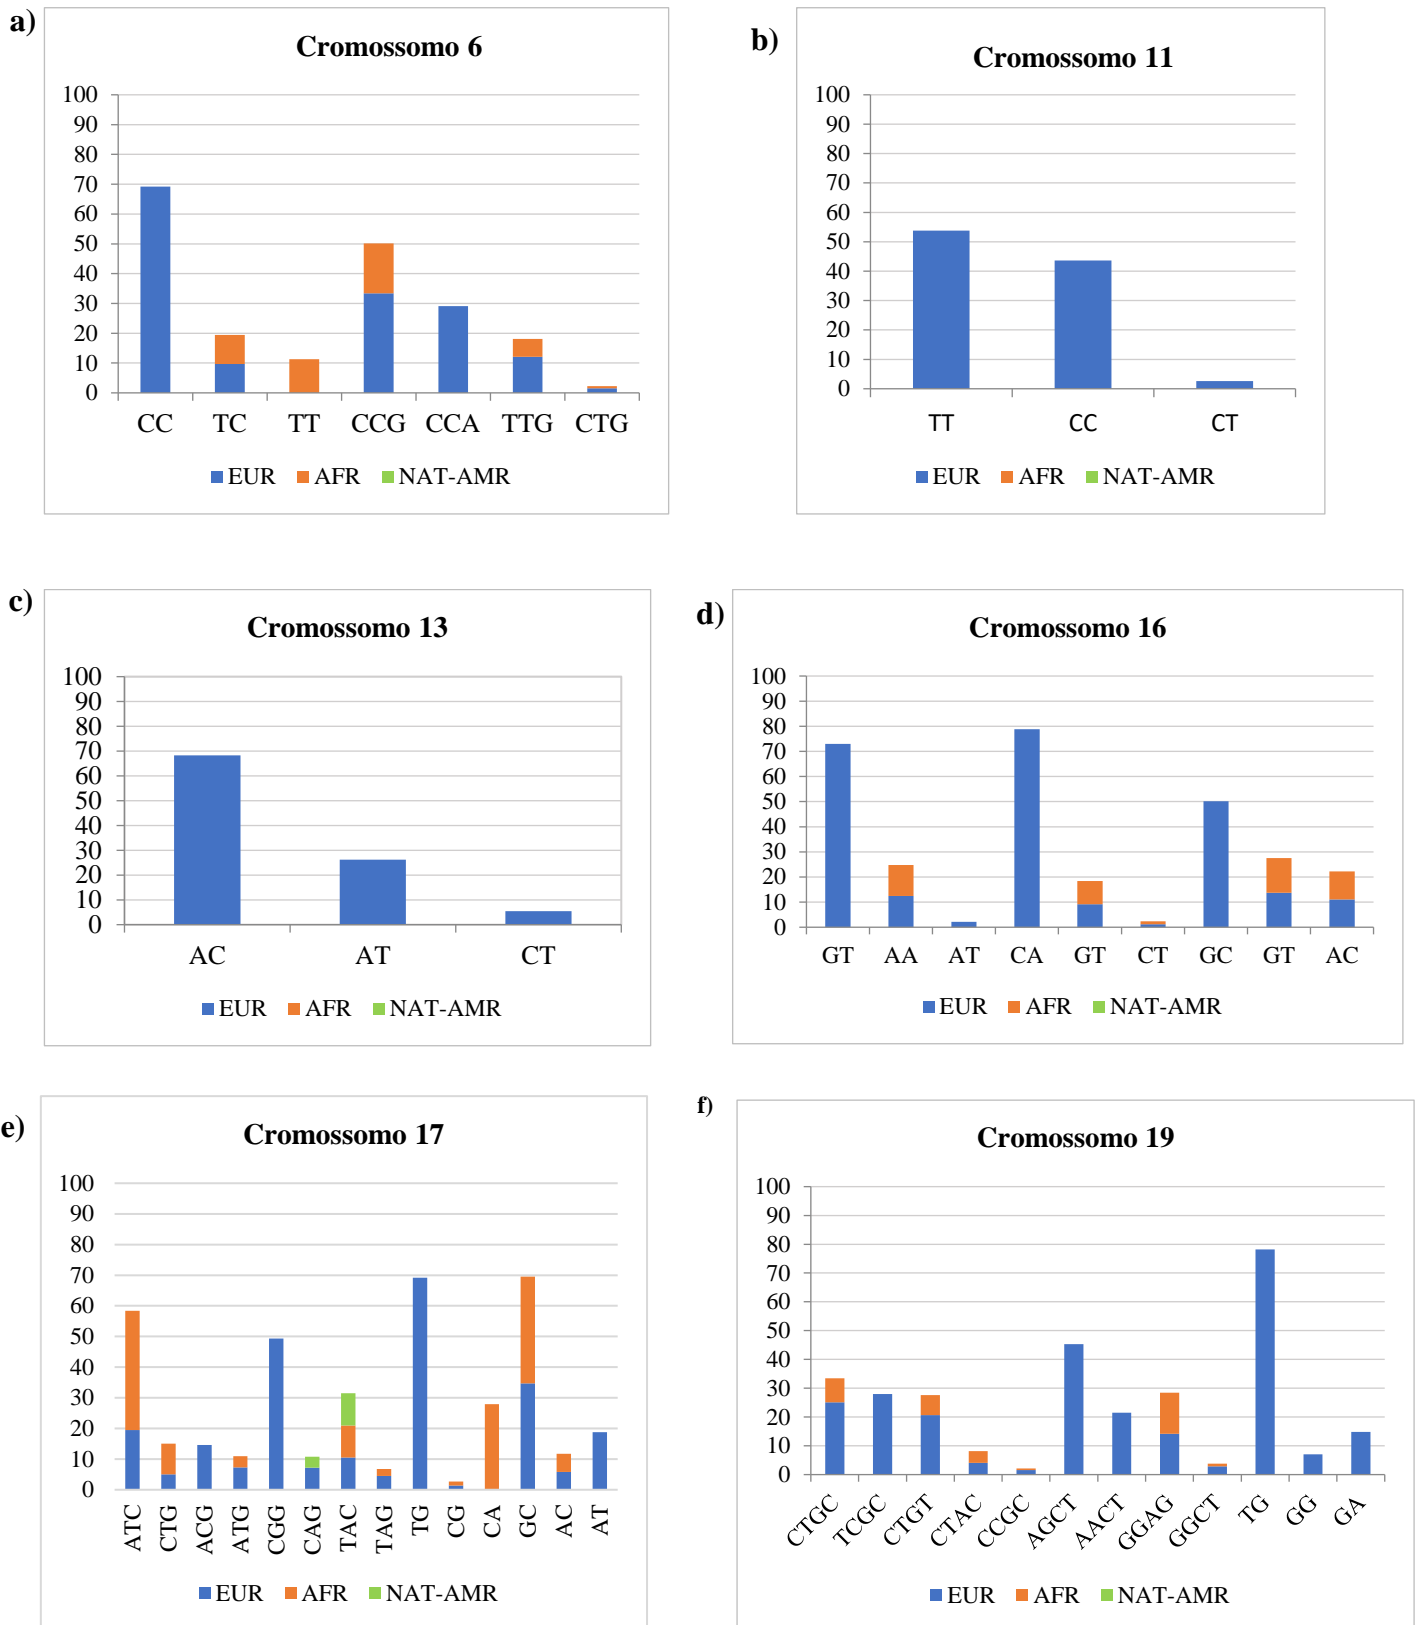 a)
Cromossomo 6
100
90
80
70
60
50
40
30
20
10
0
CC TC TT CCG CCA TTG CTG
EUR AFR NAT-AMR
b)
Cromossomo 11
100
90
80
70
60
50
40
30
20
10
0
TT CC CT
EUR AFR NAT-AMR
c)
Cromossomo 13
100
90
80
70
60
50
40
30
20
10
0
AC AT CT
EUR AFR NAT-AMR
d)
Cromossomo 16
100
90
80
70
60
50
40
30
20
10
0
GT AA AT CA GT CT GC GT AC
EUR AFR NAT-AMR
e)
Cromossomo 17
100
90
80
70
60
50
40
30
20
10
0
ATC CTG ACG ATG CGG CAG TAC TAG TG CG CA GC AC AT
EUR AFR NAT-AMR
f)
Cromossomo 19
100
90
80
70
60
50
40
30
20
10
0
CTGC TCGC CTGT CTAC CCGC AGCT AACT GGAG GGCT TG GG GA
EUR AFR NAT-AMR